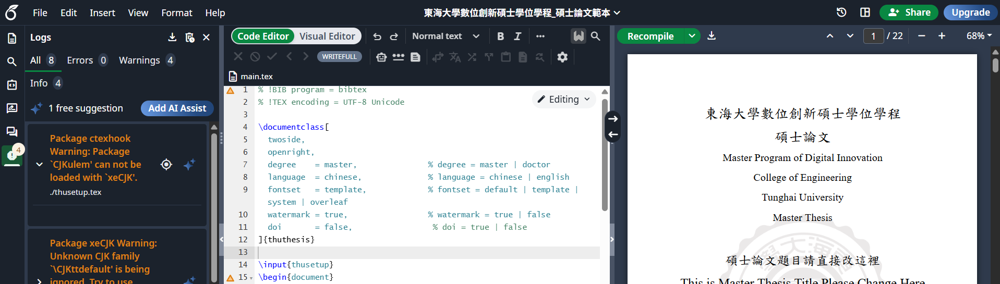 File Edit Insert View Format Help
東海大學數位創新碩士學位學程_碩士論文範本
Share
Upgrade
Logs
All 8 Errors 0 Warnings 4
Info 4
1 free suggestion Add AI Assist
Package ctexhook
Warning: Package
`CJKulem' can not be
loaded with `xeCJK'.
./thusetup.tex
Package xeCJK Warning:
Unknown CJK family
`\CJKttdefault' is being
ignored. Try to use
4
Code Editor Visual Editor
Normal text
B I
WRITEFULL
main.tex
Editing
1 % !BIB program = bibtex
2 % !TEX encoding = UTF-8 Unicode
3
4 \documentclass[
5 twoside,
6 openright,
7 degree = master, % degree = master | doctor
8 language = chinese, % language = chinese | english
9 fontset = template, % fontset = default | template |
system | overleaf
10 watermark = true, % watermark = true | false
11 doi = false, % doi = true | false
12 ]{thuthesis}
13
14 \input{thusetup}
15 \begin{document}
Recompile
1 / 22
68%
東海大學數位創新碩士學位學程
碩士論文
Master Program of Digital Innovation
College of Engineering
Tunghai University
Master Thesis
碩士論文題目請直接改這裡
This is Master Thesis Title Please Change Here